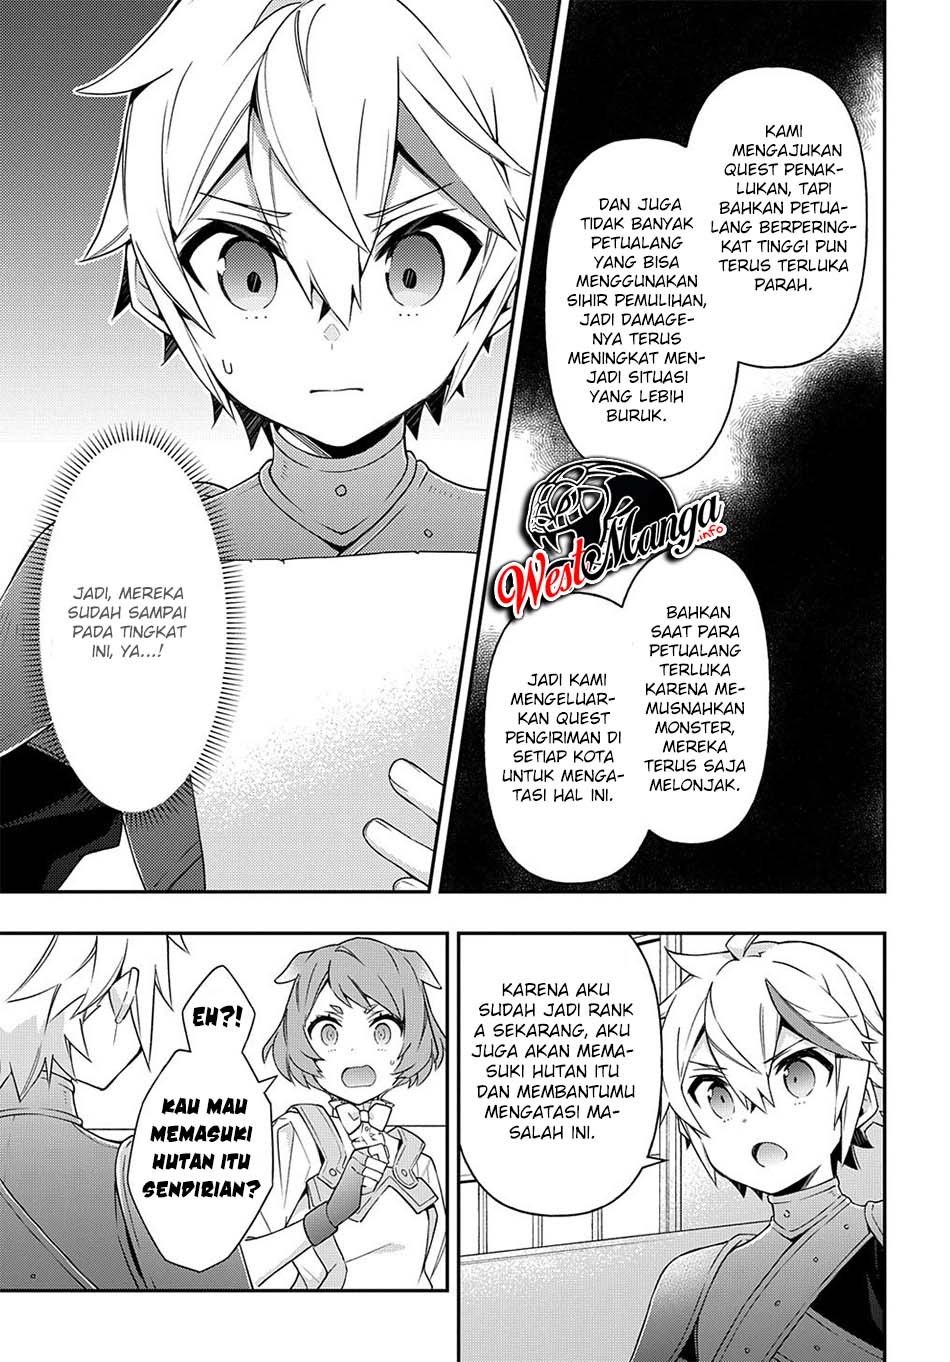 KAMI
MENGAJUKAN
QUEST PENAK-
LUKAN, TAPI
BAHKAN PETUA-
LANG BERPERING-
KAT TINGGI PUN
TERUS TERLUKA
PARAH.
DAN JUGA
TIDAK BANYAK
PETUALANG
YANG BISA
MENGGUNAKAN
SIHIR PEMULIHAN,
JADI DAMAGE-
NYA TERUS
MENINGKAT MEN-
JADI SITUASI
YANG LEBIH
BURUK.
WestManga
.info
BAHKAN
SAAT PARA
PETUALANG
TERLUKA
KARENA ME-
MUSNAHKAN
MONSTER,
MEREKA
TERUS SAJA
MELONJAK.
JADI KAMI
MENGELUAR-
KAN QUEST
PENGIRIMAN DI
SETIAP KOTA
UNTUK MENGA-
TASI HAL INI.
JADI, MEREKA
SUDAH SAMPAI
PADA TINGKAT
INI, YA...!
KARENA AKU
SUDAH JADI RANK
A SEKARANG, AKU
JUGA AKAN MEMA-
SUKI HUTAN ITU
DAN MEMBANTUMU
MENGATASI MA-
SALAH INI.
EH?!
KAU MAU
MEMASUKI
HUTAN ITU
SENDIRIAN?